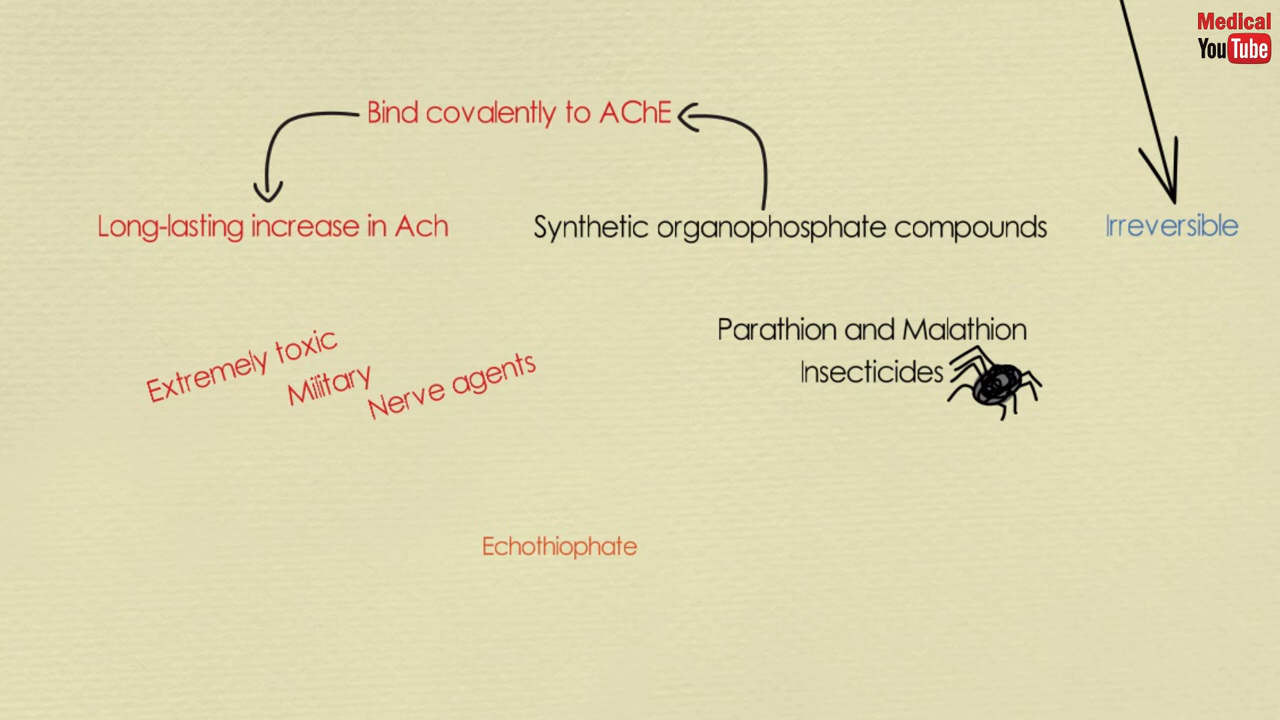 Medical
YouTube
Bind covalently to AChE
Long-lasting increase in Ach
Synthetic organophosphate compounds
Irreversible
Parathion and Malathion
Insecticides
Extremely toxic
Military
Nerve agents
Echothiophate